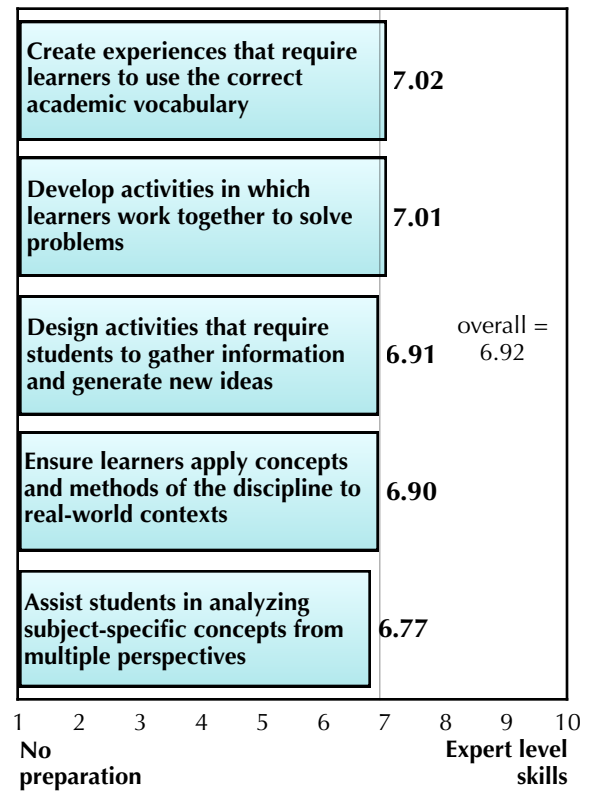 Create experiences that require
learners to use the correct
academic vocabulary
7.02
Develop activities in which
learners work together to solve
problems
7.01
Design activities that require
students to gather information
and generate new ideas
6.91
overall =
6.92
Ensure learners apply concepts
and methods of the discipline to
real-world contexts
6.90
Assist students in analyzing
subject-specific concepts from
multiple perspectives
6.77
1 2 3 4 5 6 7 8 9 10
No
preparation
Expert level
skills